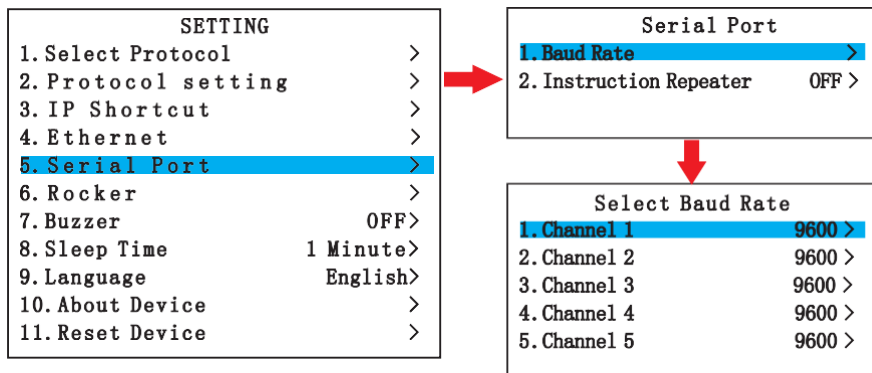 SETTING
1. Select Protocol >
2. Protocol setting >
3. IP Shortcut >
4. Ethernet >
5. Serial Port >
6. Rocker >
7. Buzzer OFF>
8. Sleep Time 1 Minute>
9. Language English>
10. About Device >
11. Reset Device >
Serial Port
1. Baud Rate >
2. Instruction Repeater OFF >
Select Baud Rate
1. Channel 1 9600 >
2. Channel 2 9600 >
3. Channel 3 9600 >
4. Channel 4 9600 >
5. Channel 5 9600 >